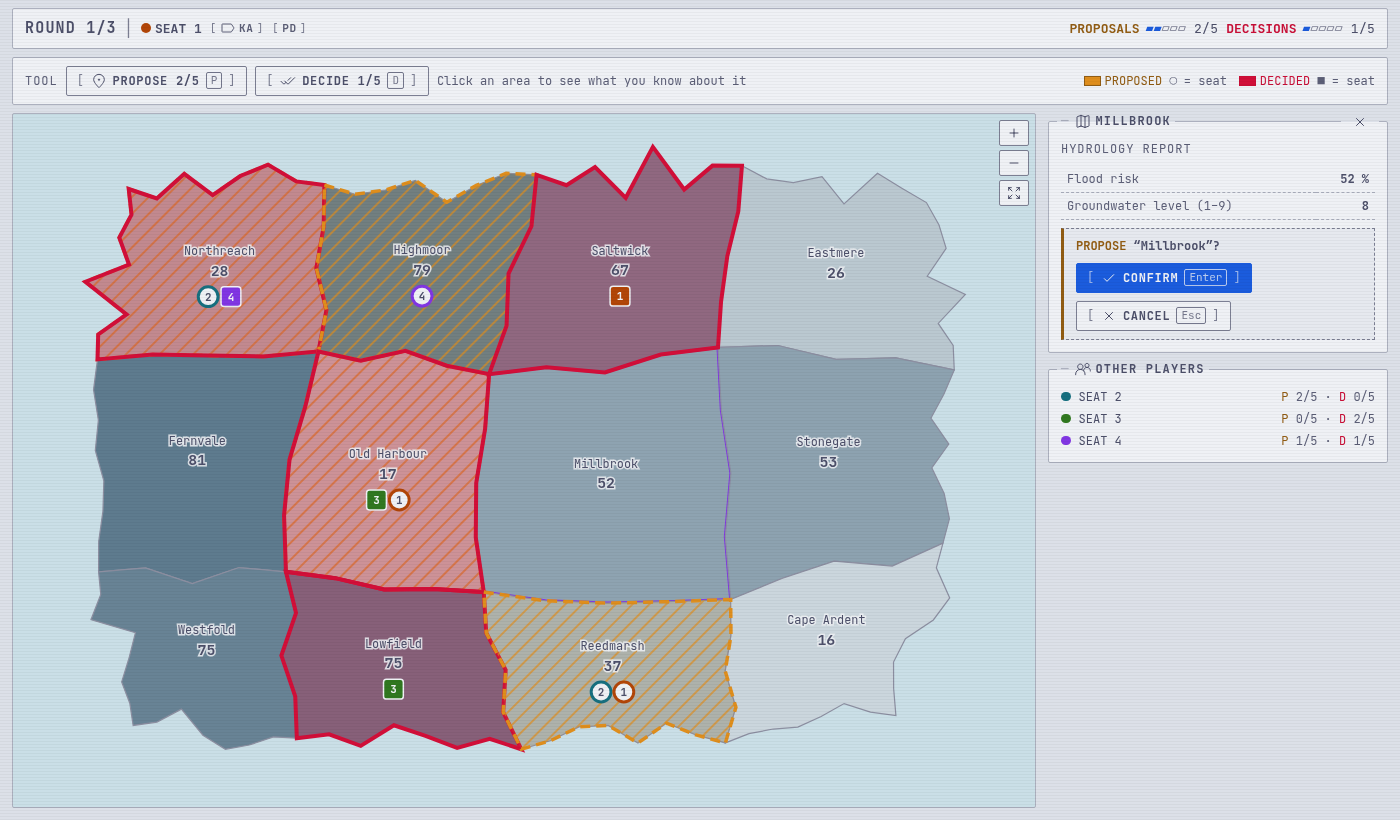 ROUND 1/3 SEAT 1 [ KA ] [ PD ] PROPOSALS 2/5 DECISIONS 1/5
TOOL [ PROPOSE 2/5 P ] [ DECIDE 1/5 D ] Click an area to see what you know about it PROPOSED = seat DECIDED = seat
Northreach
28
2 4
Highmoor
79
4
Saltwick
67
1
Eastmere
26
Fernvale
81
Old Harbour
17
3 1
Millbrook
52
Stonegate
53
Westfold
75
Lowfield
75
3
Reedmarsh
37
2 1
Cape Ardent
16
MILLBROOK
HYDROLOGY REPORT
Flood risk 52 %
Groundwater level (1–9) 8
PROPOSE “Millbrook”?
[ CONFIRM Enter ]
[ CANCEL Esc ]
OTHER PLAYERS
SEAT 2 P 2/5 · D 0/5
SEAT 3 P 0/5 · D 2/5
SEAT 4 P 1/5 · D 1/5